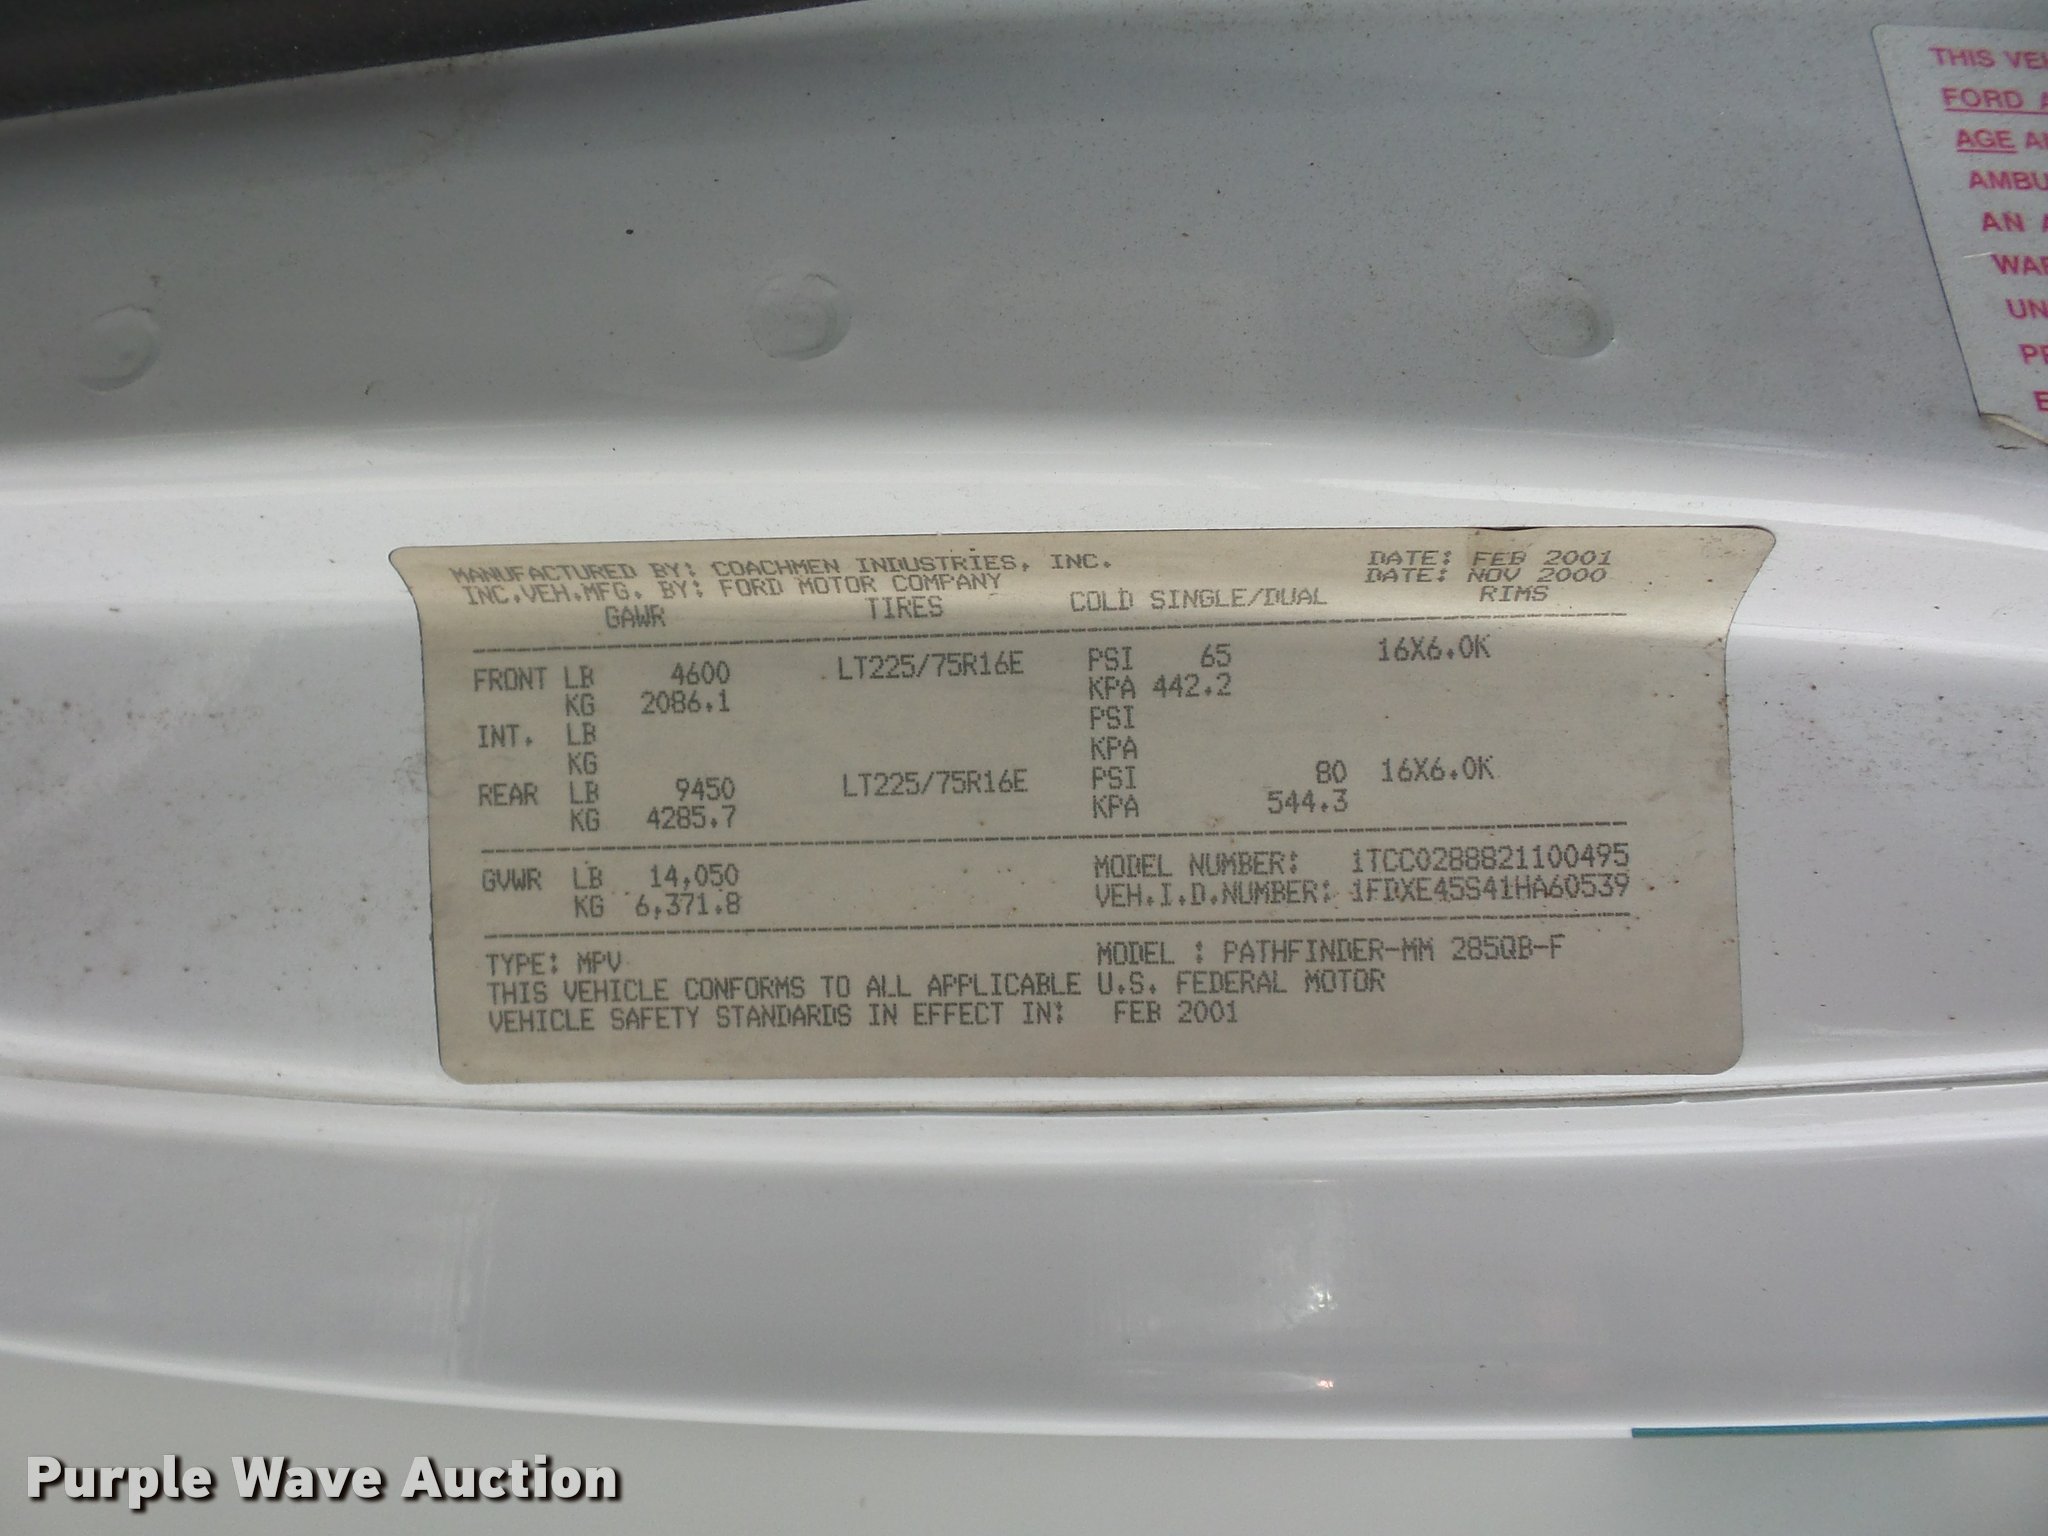 THIS
FORD
AGE
AN
MANUFACTURED BY: COACHMEN INDUSTRIES, INC. DATE: FEB 2001
INC.VEH.MFG. BY: FORD MOTOR COMPANY DATE: NOV 2000
GAWR TIRES COLD SINGLE/DUAL RIMS
FRONT LB 4600 LT225/75R16E PSI 65 16X6.0K
KG 2086.1 KPA 442.2
INT. LB PSI
KG KPA
REAR LB 9450 LT225/75R16E PSI 80 16X6.0K
KG 4285.7 KPA 544.3
GVWR LB 14,050 MODEL NUMBER: 1TCC0288821100495
KG 6,371.8 VEH.I.D.NUMBER: 1FDXE45S41HA60539
TYPE: MPV MODEL : PATHFINDER-MM 285QB-F
THIS VEHICLE CONFORMS TO ALL APPLICABLE U.S. FEDERAL MOTOR
VEHICLE SAFETY STANDARDS IN EFFECT IN: FEB 2001
Purple Wave Auction